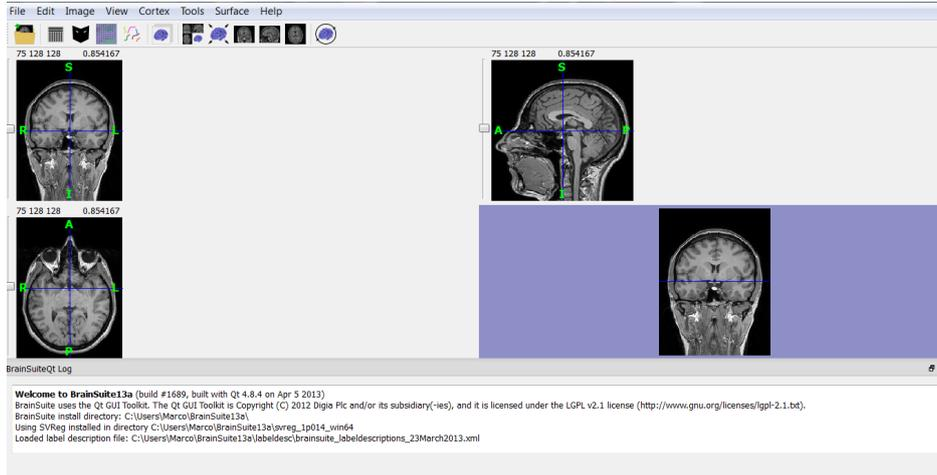 File Edit Image View Cortex Tools Surface Help
75 128 128 0.854167
S
R L
I
75 128 128 0.854167
S
A P
I
75 128 128 0.854167
A
R L
P
BrainSuiteQt Log
Welcome to BrainSuite13a (build #1689, built with Qt 4.8.4 on Apr 5 2013)
BrainSuite uses the Qt GUI Toolkit. The Qt GUI Toolkit is Copyright (C) 2012 Digia Plc and/or its subsidiary(-ies), and it is licensed under the LGPL v2.1 license (http://www.gnu.org/licenses/lgpl-2.1.txt).
BrainSuite install directory: C:\Users\Marco\BrainSuite13a\
Using SVReg installed in directory C:\Users\Marco\BrainSuite13a\svreg_1p014_win64
Loaded label description file: C:\Users\Marco\BrainSuite13a\labeldesc\brainsuite_labeldescriptions_23March2013.xml